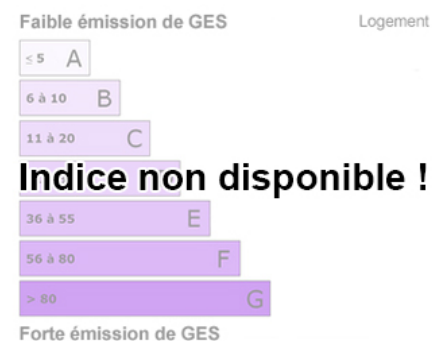 Faible émission de GES
Logement
≤ 5 A
6 à 10 B
11 à 20 C
Indice non disponible !
36 à 55 E
56 à 80 F
> 80 G
Forte émission de GES